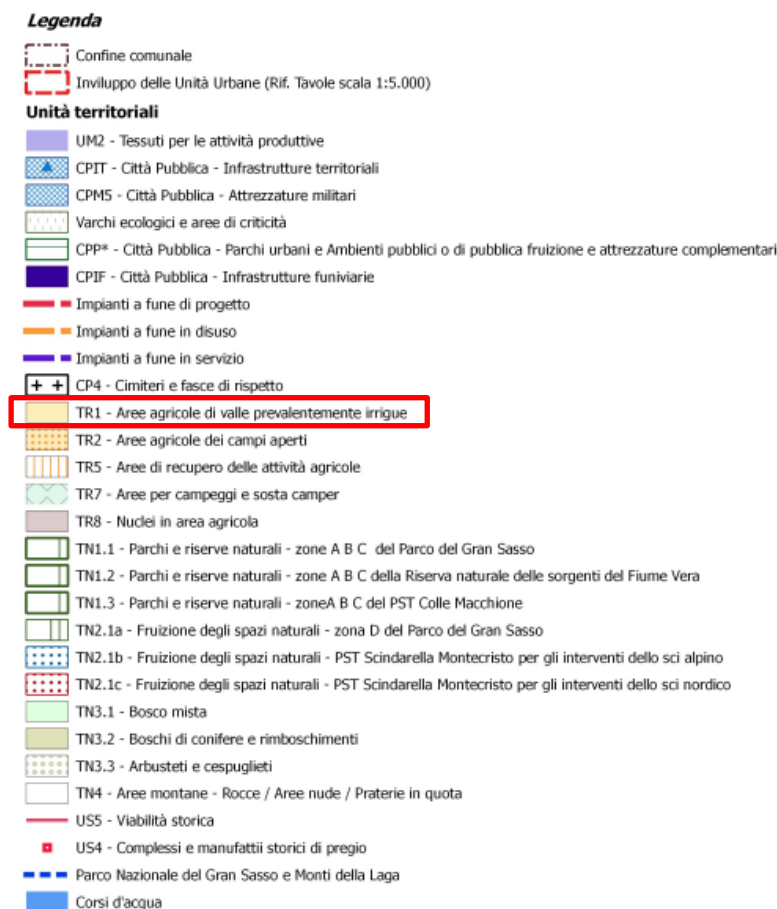 Legenda
Confine comunale
Inviluppo delle Unità Urbane (Rif. Tavole scala 1:5.000)
Unità territoriali
UM2 - Tessuti per le attività produttive
CPIT - Città Pubblica - Infrastrutture territoriali
CPM5 - Città Pubblica - Attrezzature militari
Varchi ecologici e aree di criticità
CPP* - Città Pubblica - Parchi urbani e Ambienti pubblici o di pubblica fruizione e attrezzature complementari
CPIF - Città Pubblica - Infrastrutture funiviarie
Impianti a fune di progetto
Impianti a fune in disuso
Impianti a fune in servizio
CP4 - Cimiteri e fasce di rispetto
TR1 - Aree agricole di valle prevalentemente irrigue
TR2 - Aree agricole dei campi aperti
TR5 - Aree di recupero delle attività agricole
TR7 - Aree per campeggi e sosta camper
TR8 - Nuclei in area agricola
TN1.1 - Parchi e riserve naturali - zone A B C del Parco del Gran Sasso
TN1.2 - Parchi e riserve naturali - zone A B C della Riserva naturale delle sorgenti del Fiume Vera
TN1.3 - Parchi e riserve naturali - zoneA B C del PST Colle Macchione
TN2.1a - Fruizione degli spazi naturali - zona D del Parco del Gran Sasso
TN2.1b - Fruizione degli spazi naturali - PST Scindarella Montecristo per gli interventi dello sci alpino
TN2.1c - Fruizione degli spazi naturali - PST Scindarella Montecristo per gli interventi dello sci nordico
TN3.1 - Bosco mista
TN3.2 - Boschi di conifere e rimboschimenti
TN3.3 - Arbusteti e cespuglieti
TN4 - Aree montane - Rocce / Aree nude / Praterie in quota
US5 - Viabilità storica
US4 - Complessi e manufattii storici di pregio
Parco Nazionale del Gran Sasso e Monti della Laga
Corsi d'acqua